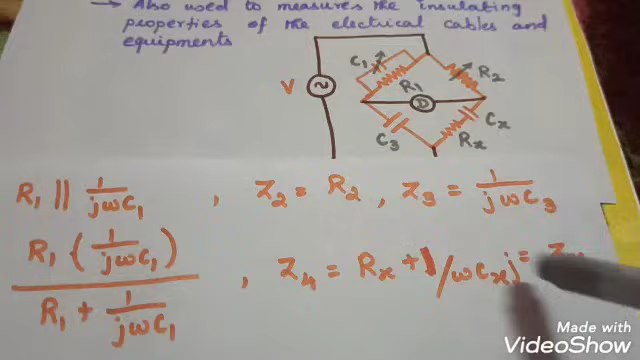 → Also used to measures the insulating
properties of the electrical cables and
equipments
C1
R1
R2
V
D
C3
Rx
Cx
R1 || 1/jωC1 , Z2 = R2 , Z3 = 1/jωC3
R1 (1/jωC1) / R1 + 1/jωC1 , Z4 = Rx + 1/ωCxj =
Made with
VideoShow